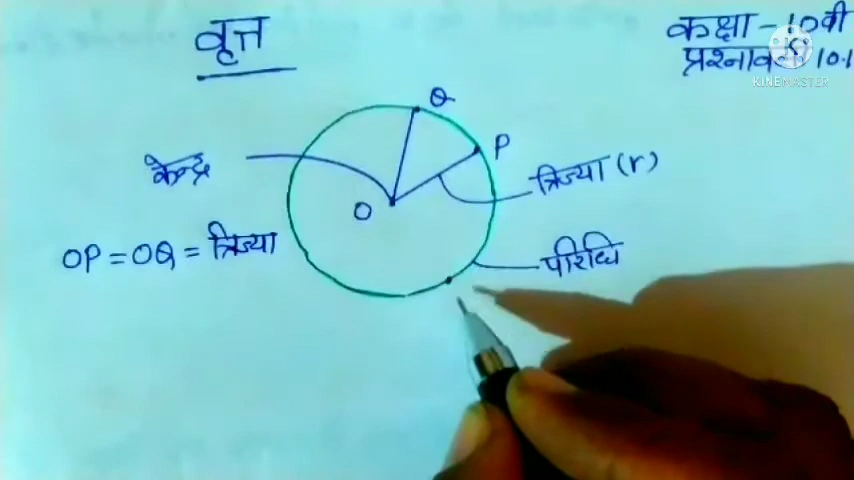 वृत्त
कक्षा - 10वीं
प्रश्नावली 10.1
K
KINEMASTER
Q
P
केन्द्र
त्रिज्या (r)
O
OP = OQ = त्रिज्या
परिधि